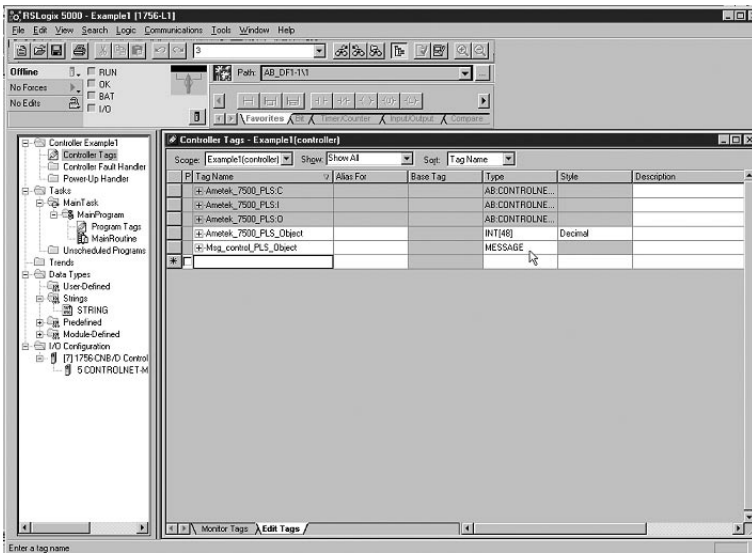 RSLogix 5000 - Example1 [1756-L1]
File Edit View Search Logic Communications Tools Window Help
3
Offline
RUN
Path: AB_DF1-1\1
No Forces
OK
BAT
No Edits
I/O
Favorites Bit Timer/Counter Input/Output Compare
Controller Example1
Controller Tags
Controller Fault Handler
Power-Up Handler
Tasks
MainTask
MainProgram
Program Tags
MainRoutine
Unscheduled Programs
Trends
Data Types
User-Defined
Strings
STRING
Predefined
Module-Defined
I/O Configuration
[7] 1756-CNB/D Control
5 CONTROLNET-M
Controller Tags - Example1(controller)
Scope: Example1(controller) Show: Show All Sort: Tag Name
P Tag Name Alias For Base Tag Type Style Description
Ametek_7500_PLS:C AB:CONTROLNE...
Ametek_7500_PLS:I AB:CONTROLNE...
Ametek_7500_PLS:O AB:CONTROLNE...
Ametek_7500_PLS_Object INT[48] Decimal
Msg_control_PLS_Object MESSAGE
Monitor Tags Edit Tags
Enter a tag name